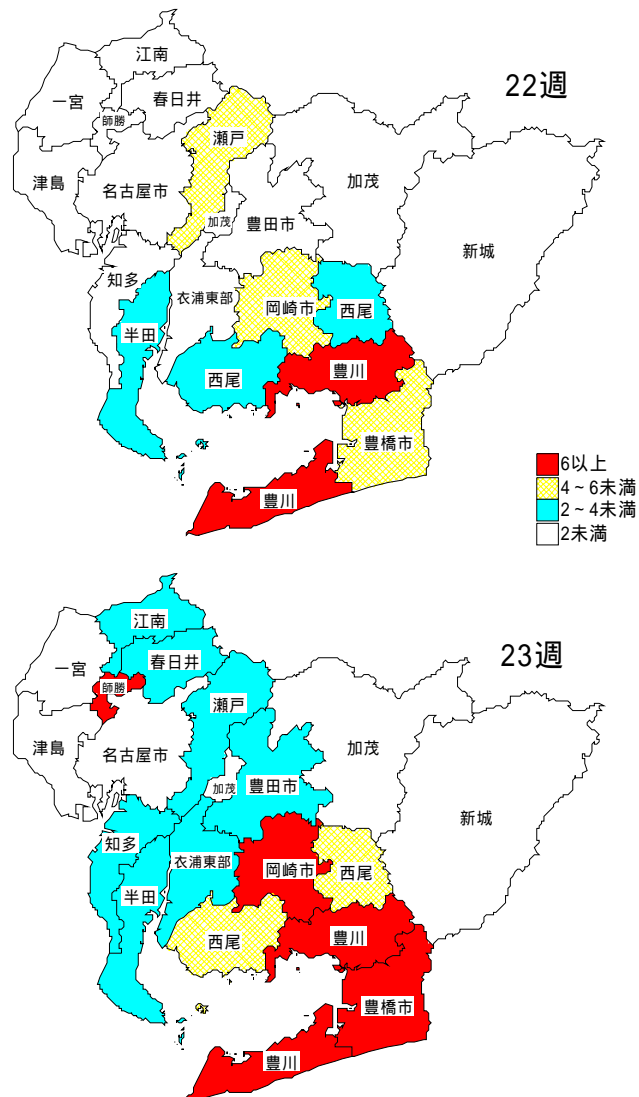 江南
22週
一宮
春日井
師勝
瀬戸
津島
名古屋市
加茂
加茂
豊田市
新城
知多
衣浦東部
岡崎市
西尾
半田
豊川
西尾
豊橋市
6以上
4~6未満
豊川
2~4未満
2未満
江南
23週
一宮
春日井
師勝
瀬戸
津島
名古屋市
加茂
加茂
豊田市
新城
知多
衣浦東部
岡崎市
西尾
半田
西尾
豊川
豊橋市
豊川